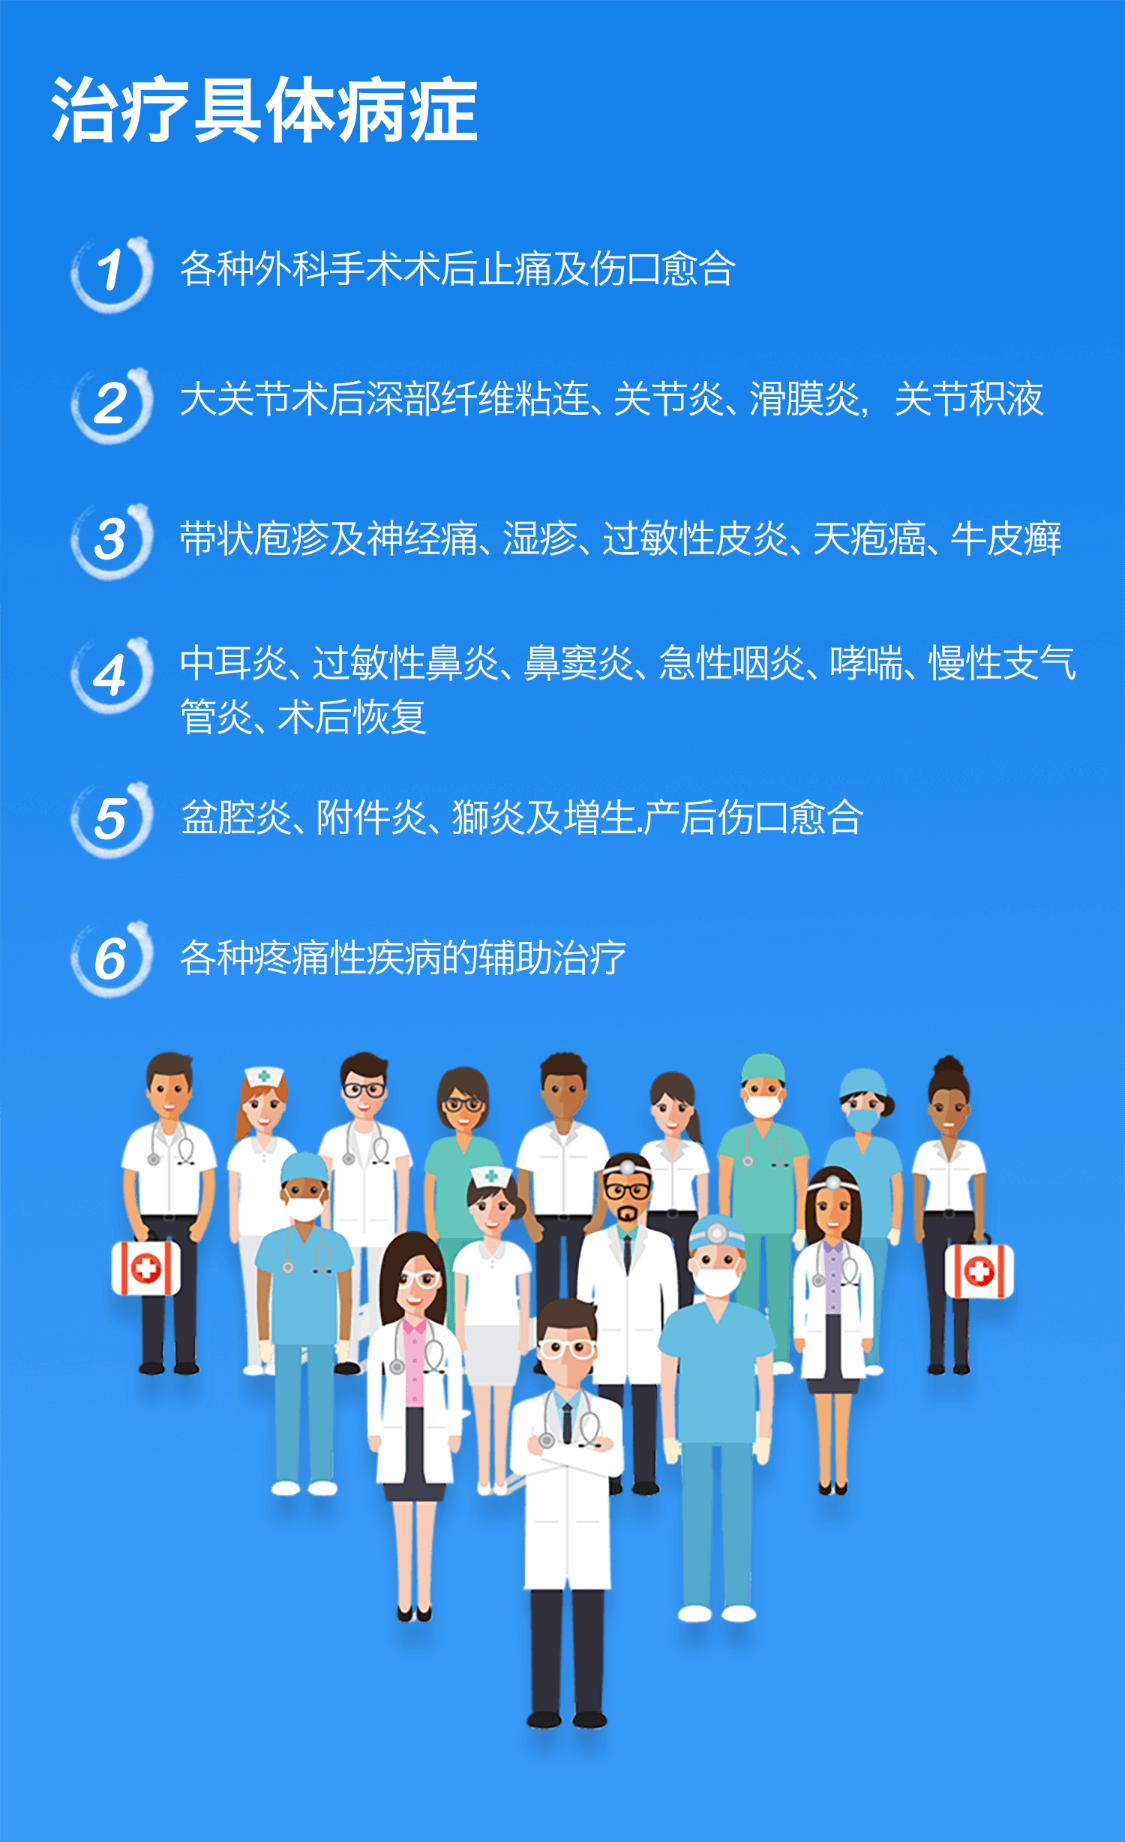 治疗具体病症
1 各种外科手术术后止痛及伤口愈合
2 大关节术后深部纤维粘连、关节炎、滑膜炎，关节积液
3 带状庖疹及神经痛、湿疹、过敏性皮炎、天疱癌、牛皮癣
4 中耳炎、过敏性鼻炎、鼻窦炎、急性咽炎、哮喘、慢性支气
管炎、术后恢复
5 盆腔炎、附件炎、獅炎及增生.产后伤口愈合
6 各种疼痛性疾病的辅助治疗